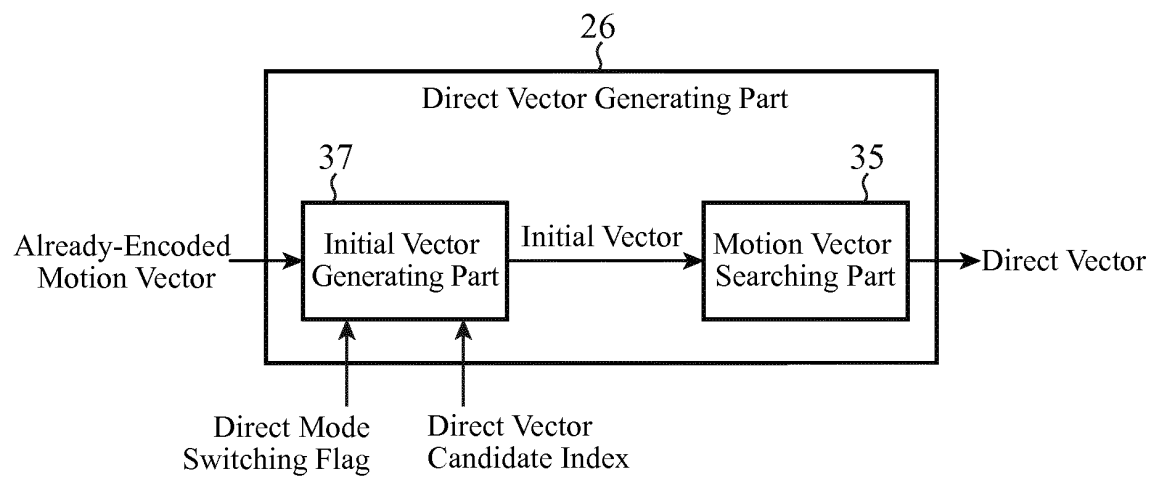 26
Direct Vector Generating Part
37
35
Already-Encoded
Motion Vector
Initial Vector
Generating Part
Initial Vector
Motion Vector
Searching Part
Direct Vector
Direct Mode
Switching Flag
Direct Vector
Candidate Index